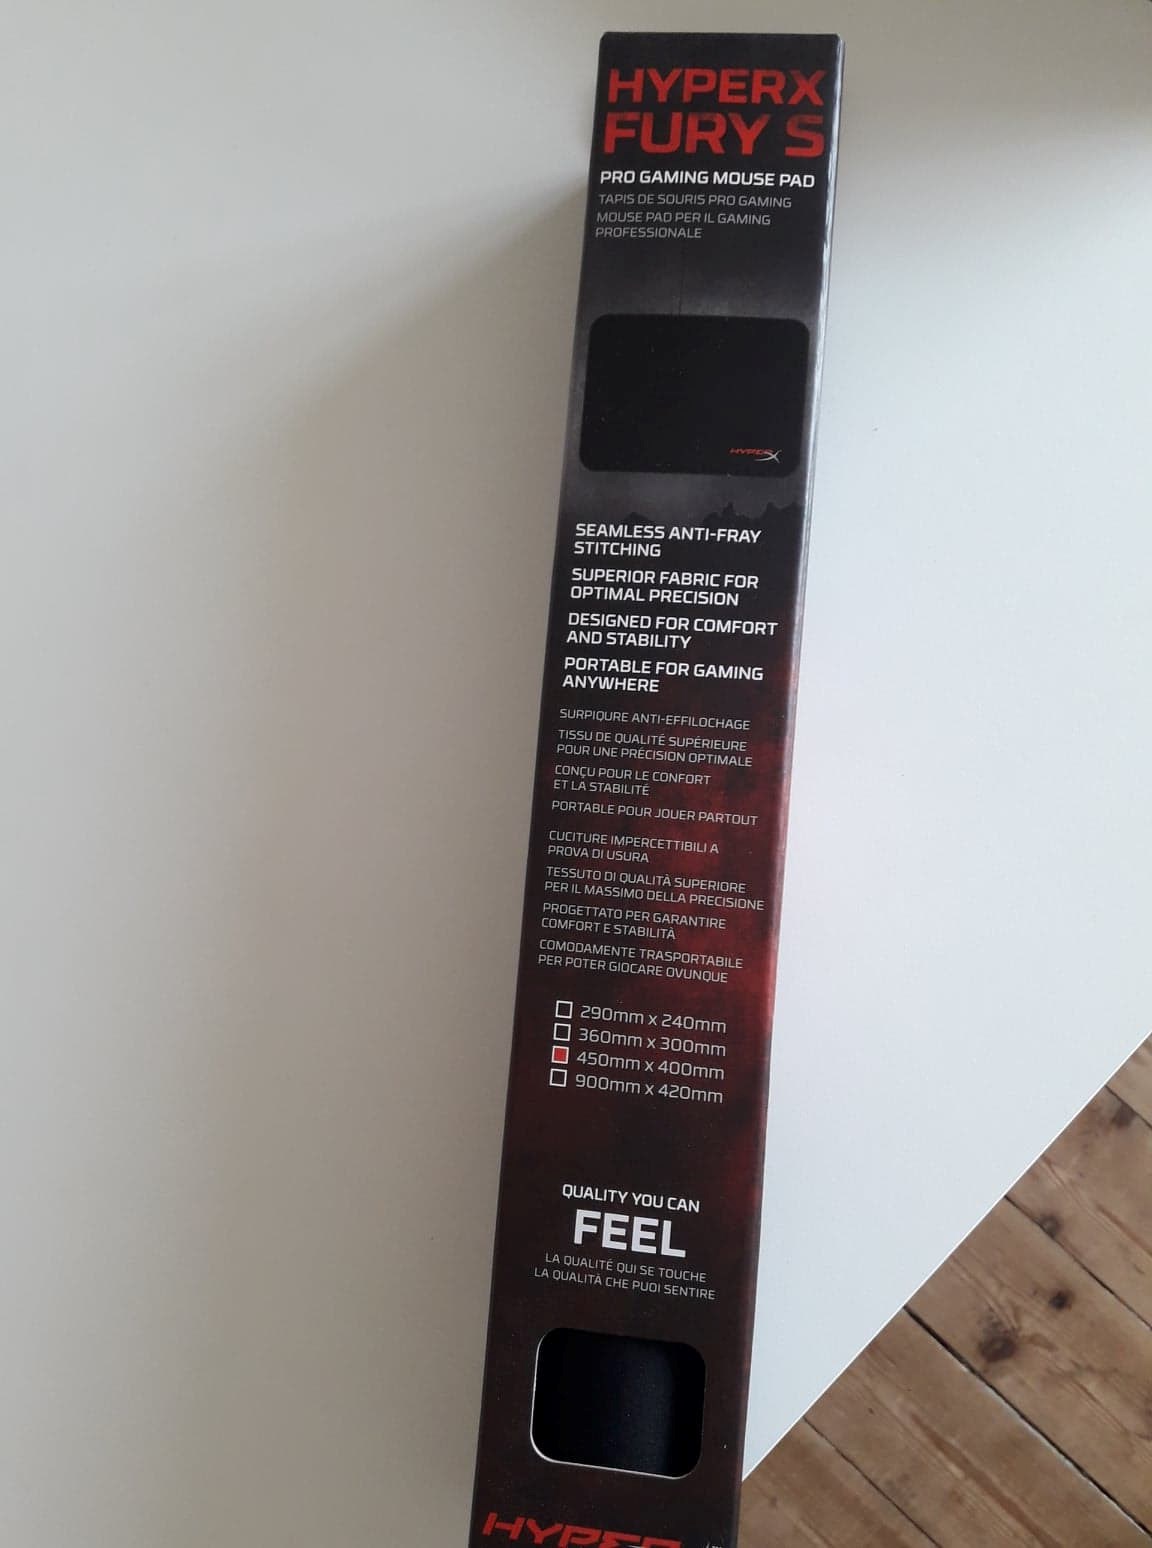 HYPERX
FURY S
PRO GAMING MOUSE PAD
TAPIS DE SOURIS PRO GAMING
MOUSE PAD PER IL GAMING
PROFESSIONALE
HYPERX
SEAMLESS ANTI-FRAY
STITCHING
SUPERIOR FABRIC FOR
OPTIMAL PRECISION
DESIGNED FOR COMFORT
AND STABILITY
PORTABLE FOR GAMING
ANYWHERE
SURPIQURE ANTI-EFFILOCHAGE
TISSU DE QUALITÉ SUPÉRIEURE
POUR UNE PRÉCISION OPTIMALE
CONÇU POUR LE CONFORT
ET LA STABILITÉ
PORTABLE POUR JOUER PARTOUT
CUCITURE IMPERCETTIBILI A
PROVA DI USURA
TESSUTO DI QUALITÀ SUPERIORE
PER IL MASSIMO DELLA PRECISIONE
PROGETTATO PER GARANTIRE
COMFORT E STABILITÀ
COMODAMENTE TRASPORTABILE
PER POTER GIOCARE OVUNQUE
290mm x 240mm
360mm x 300mm
450mm x 400mm
900mm x 420mm
QUALITY YOU CAN
FEEL
LA QUALITÉ QUI SE TOUCHE
LA QUALITÀ CHE PUOI SENTIRE
HYPER